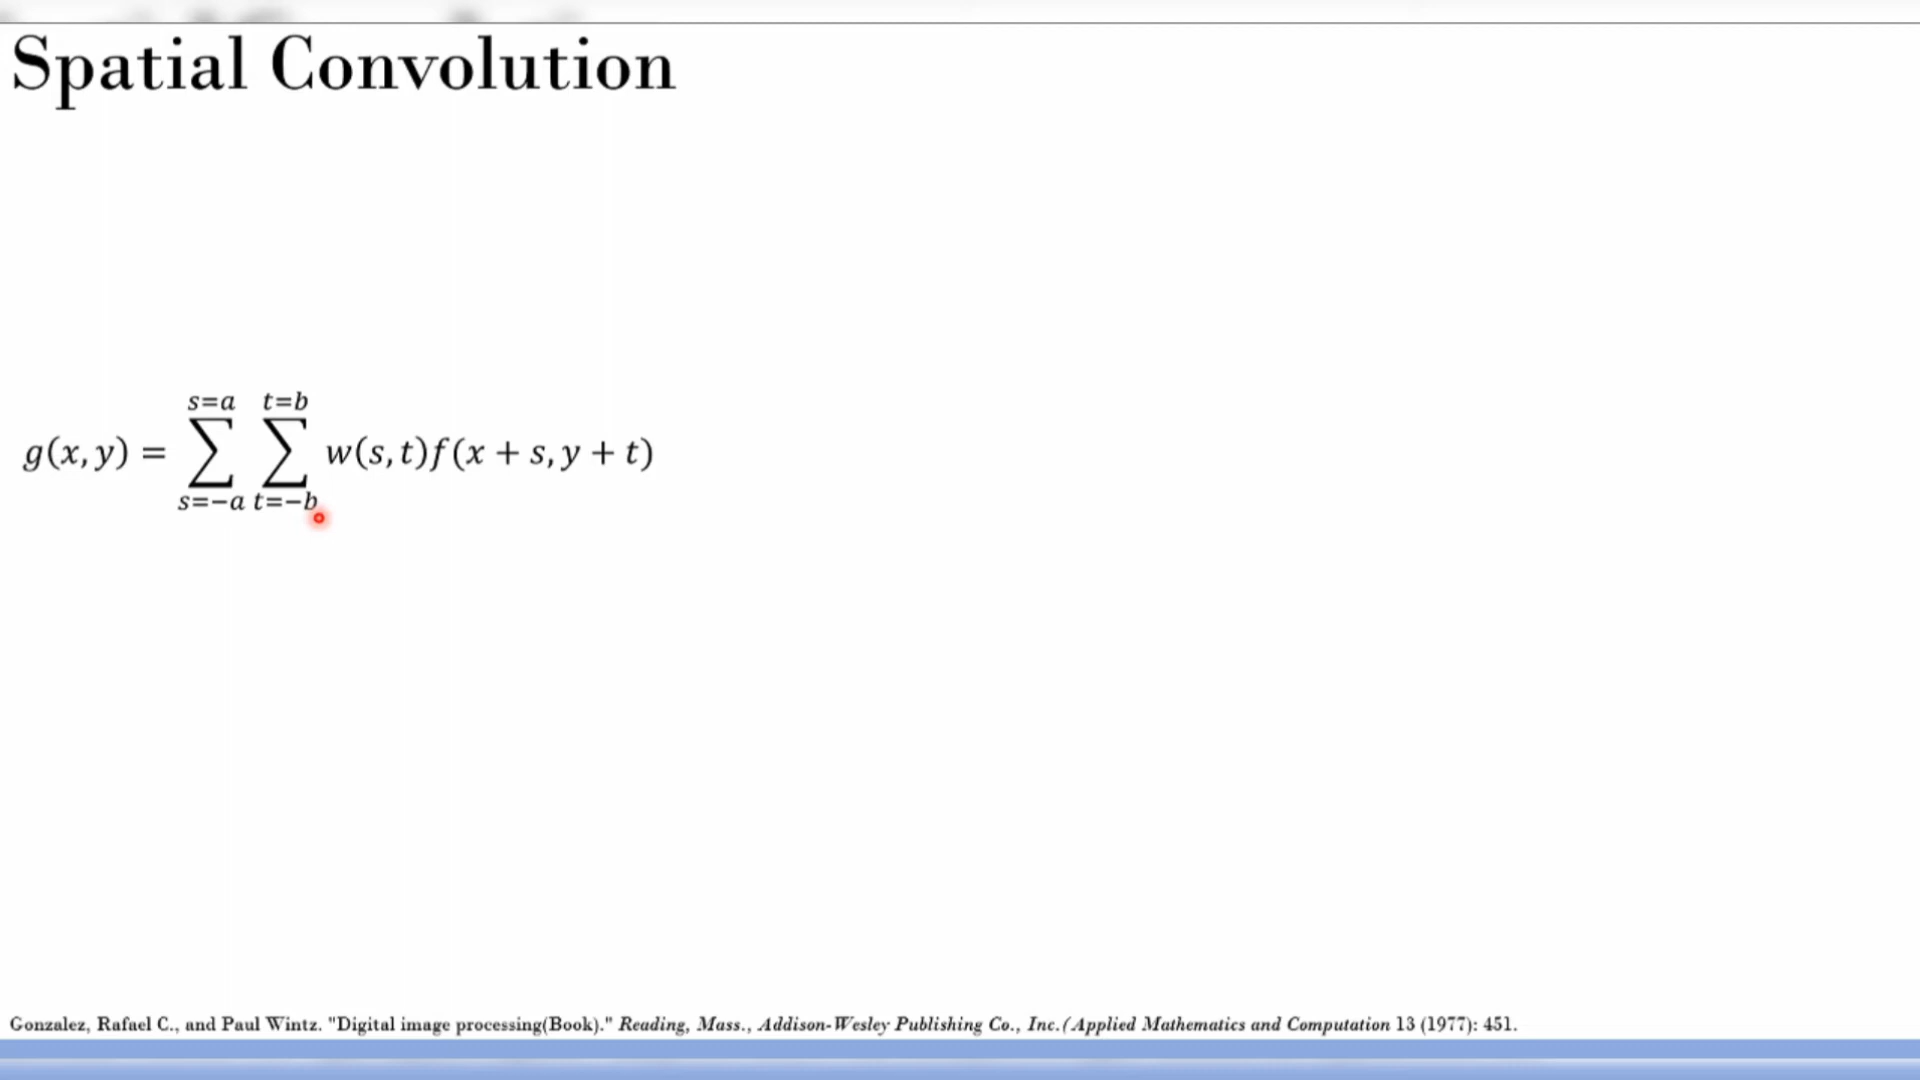 Spatial Convolution
s=a t=b
g(x,y) = ∑ ∑ w(s,t)f(x + s,y + t)
s=−a t=−b
Gonzalez, Rafael C., and Paul Wintz. "Digital image processing(Book)." Reading, Mass., Addison-Wesley Publishing Co., Inc.(Applied Mathematics and Computation 13 (1977): 451.